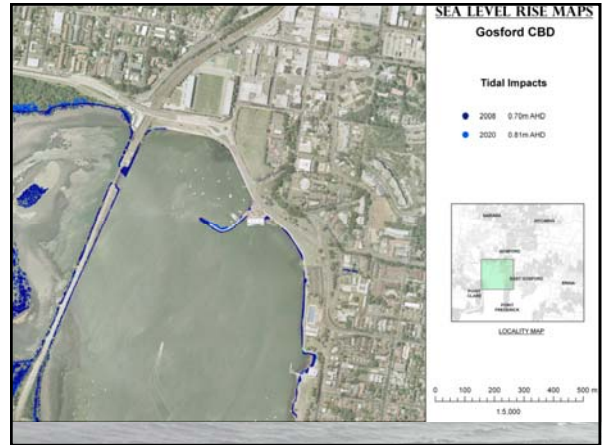 SEA LEVEL RISE MAPS
Gosford CBD
Tidal Impacts
2008 0.70m AHD
2020 0.81m AHD
NARARA
GOSFORD
EAST GOSFORD
POINT
CLARE
POINT
FREDERICK
LOCALITY MAP
0 100 200 300 400 500 m
1:5,000